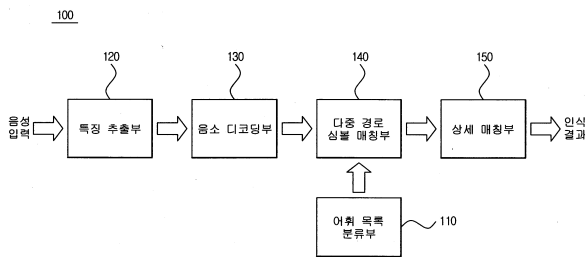 100
120
130
140
150
음성
입력
특징 추출부
음소 디코딩부
다중 경로
심볼 매칭부
상세 매칭부
인식
결과
어휘 목록
분류부
110